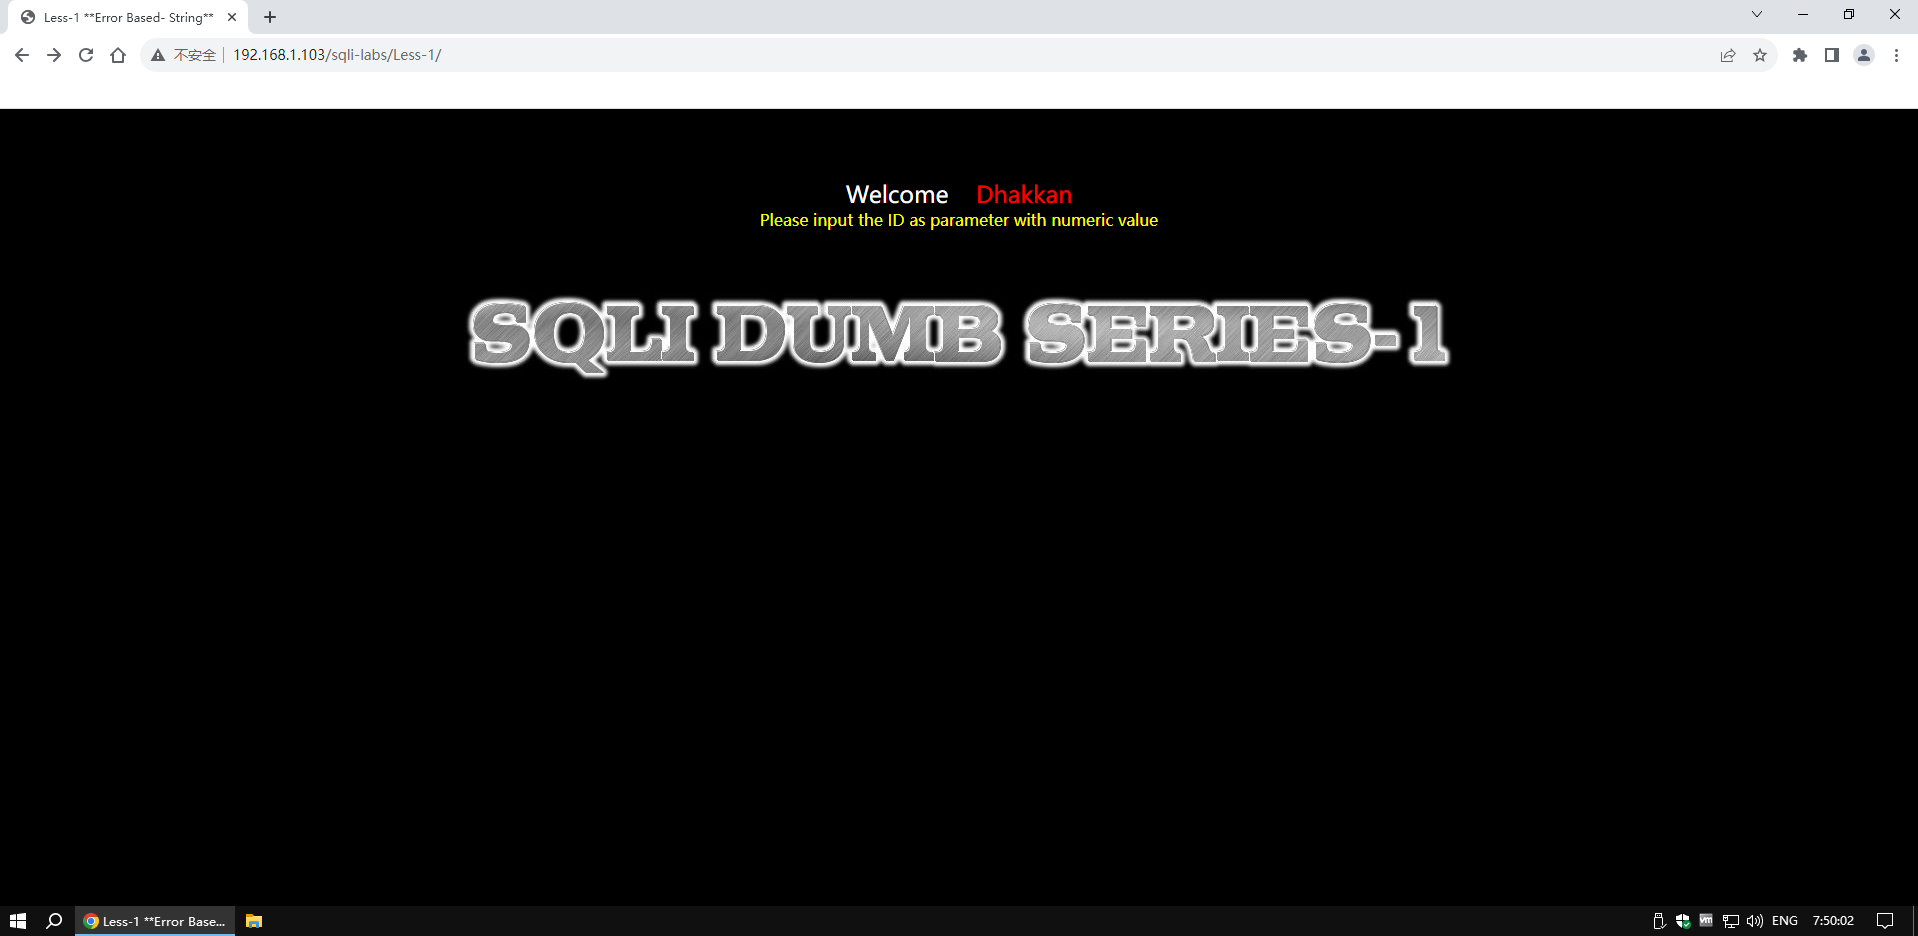 Less-1 **Error Based- String**
不安全 192.168.1.103/sqli-labs/Less-1/
Welcome Dhakkan
Please input the ID as parameter with numeric value
SQLI DUMB SERIES-1
Less-1 **Error Base...
vm ENG 7:50:02